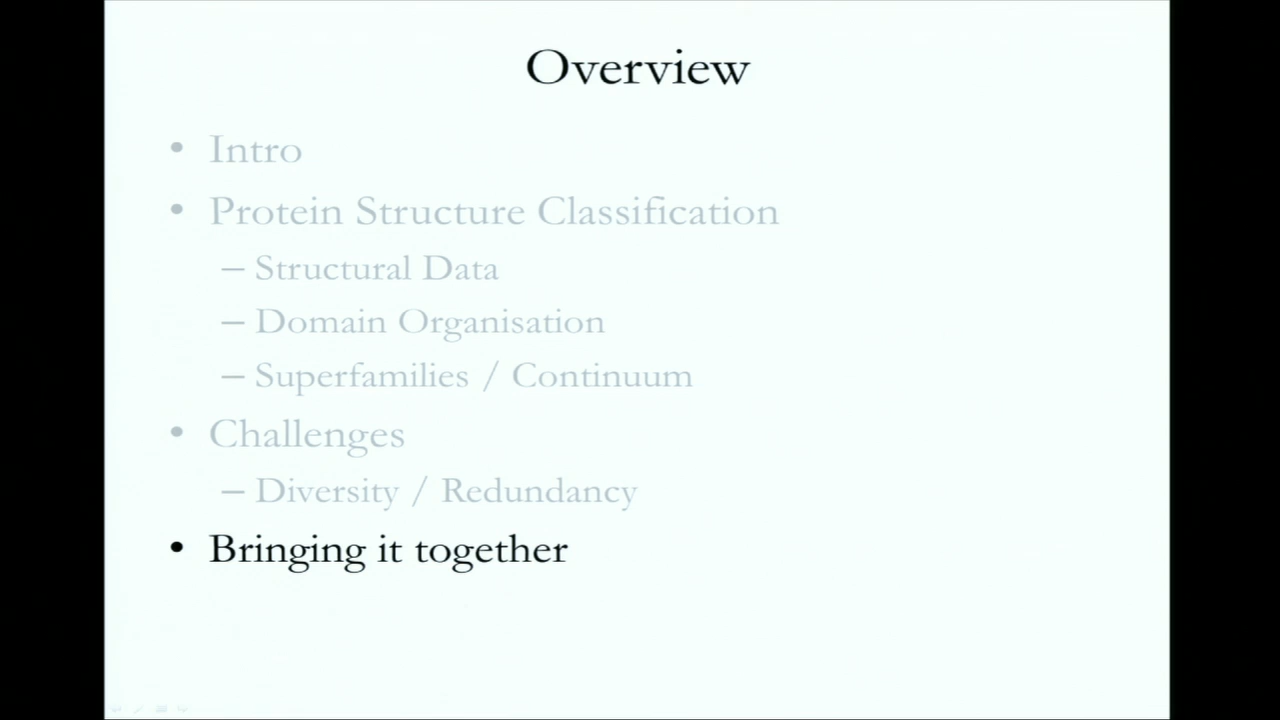 Overview
• Intro
• Protein Structure Classification
– Structural Data
– Domain Organisation
– Superfamilies / Continuum
• Challenges
– Diversity / Redundancy
• Bringing it together